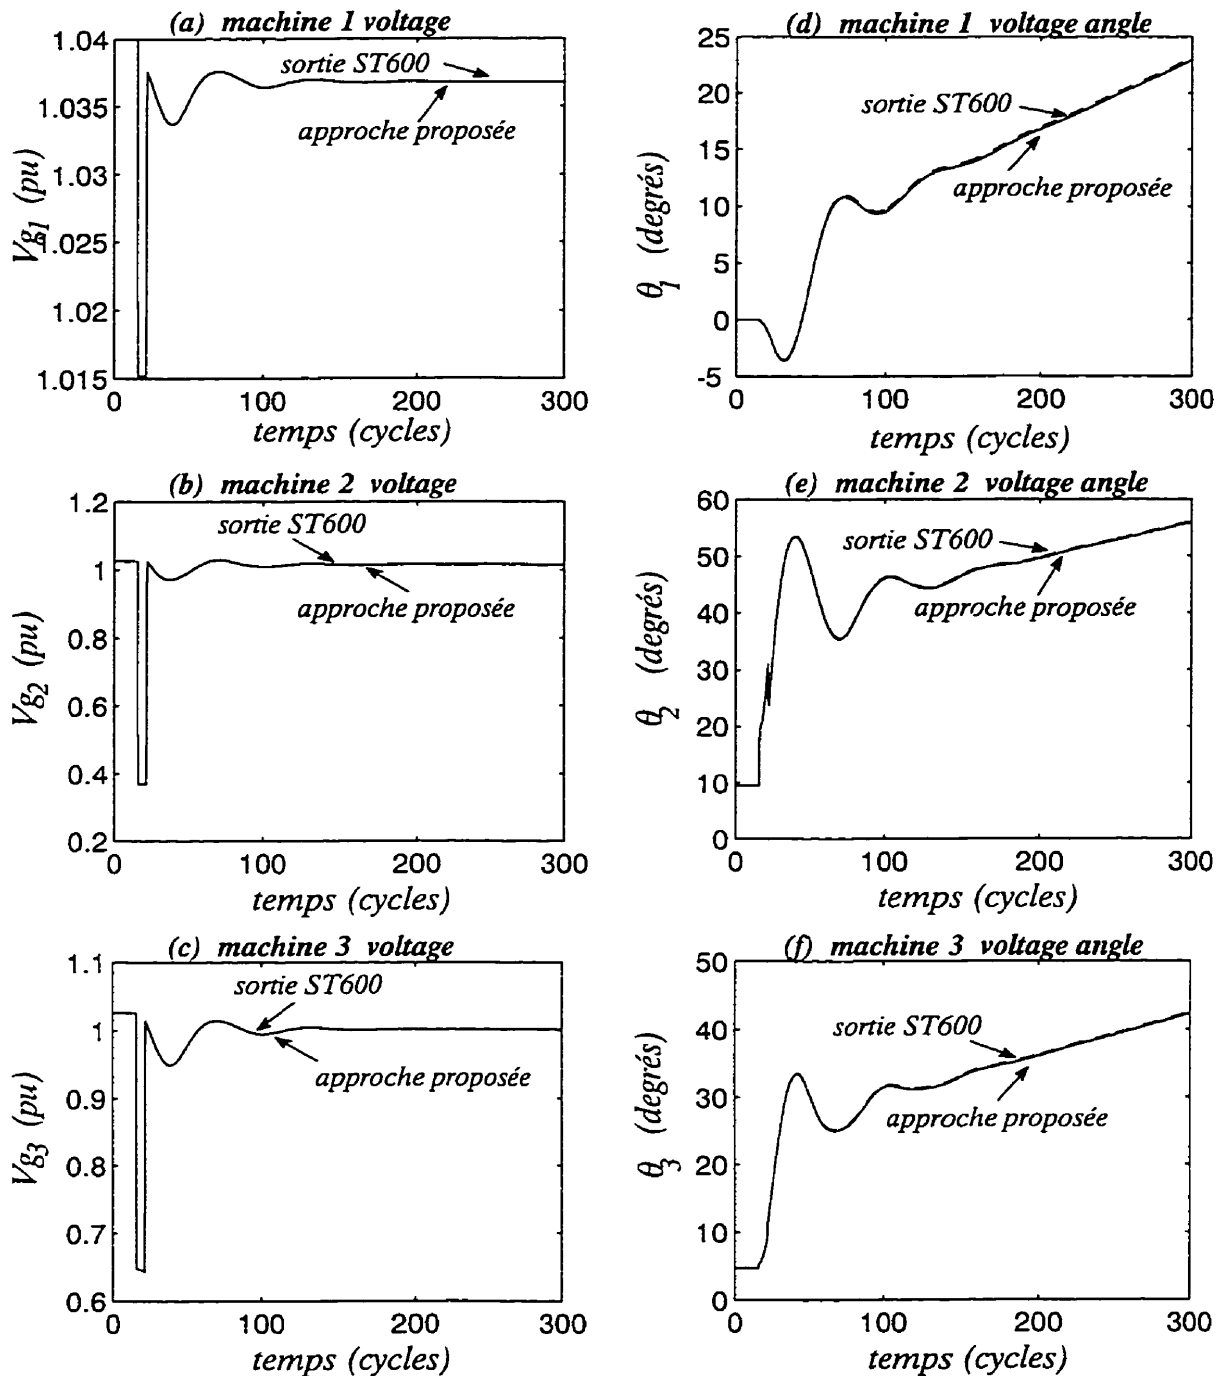 (a) machine 1 voltage
1.04
1.035
1.03
1.025
1.02
1.015
Vg1 (pu)
sortie ST600
approche proposée
0 100 200 300
temps (cycles)
(d) machine 1 voltage angle
25
20
15
10
5
0
-5
θ1 (degrés)
sortie ST600
approche proposée
0 100 200 300
temps (cycles)
(b) machine 2 voltage
1.2
1
0.8
0.6
0.4
0.2
Vg2 (pu)
sortie ST600
approche proposée
0 100 200 300
temps (cycles)
(e) machine 2 voltage angle
60
50
40
30
20
10
0
θ2 (degrés)
sortie ST600
approche proposée
0 100 200 300
temps (cycles)
(c) machine 3 voltage
1.1
1
0.9
0.8
0.7
0.6
Vg3 (pu)
sortie ST600
approche proposée
0 100 200 300
temps (cycles)
(f) machine 3 voltage angle
50
40
30
20
10
0
θ3 (degrés)
sortie ST600
approche proposée
0 100 200 300
temps (cycles)